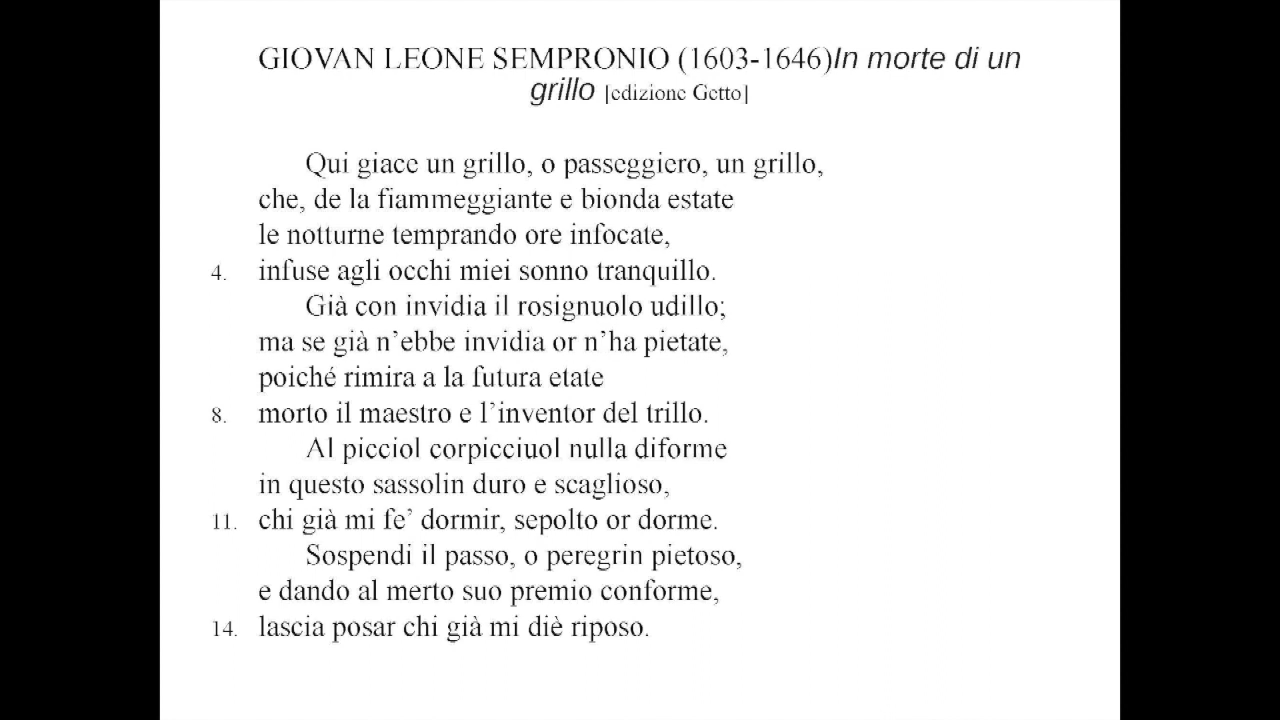 GIOVAN LEONE SEMPRONIO (1603-1646)In morte di un
grillo [edizione Getto]
Qui giace un grillo, o passeggiero, un grillo,
che, de la fiammeggiante e bionda estate
le notturne temprando ore infocate,
4. infuse agli occhi miei sonno tranquillo.
Già con invidia il rosignuolo udillo;
ma se già n’ebbe invidia or n’ha pietate,
poiché rimira a la futura etate
8. morto il maestro e l’inventor del trillo.
Al picciol corpicciuol nulla diforme
in questo sassolin duro e scaglioso,
11. chi già mi fe’ dormir, sepolto or dorme.
Sospendi il passo, o peregrin pietoso,
e dando al merto suo premio conforme,
14. lascia posar chi già mi diè riposo.